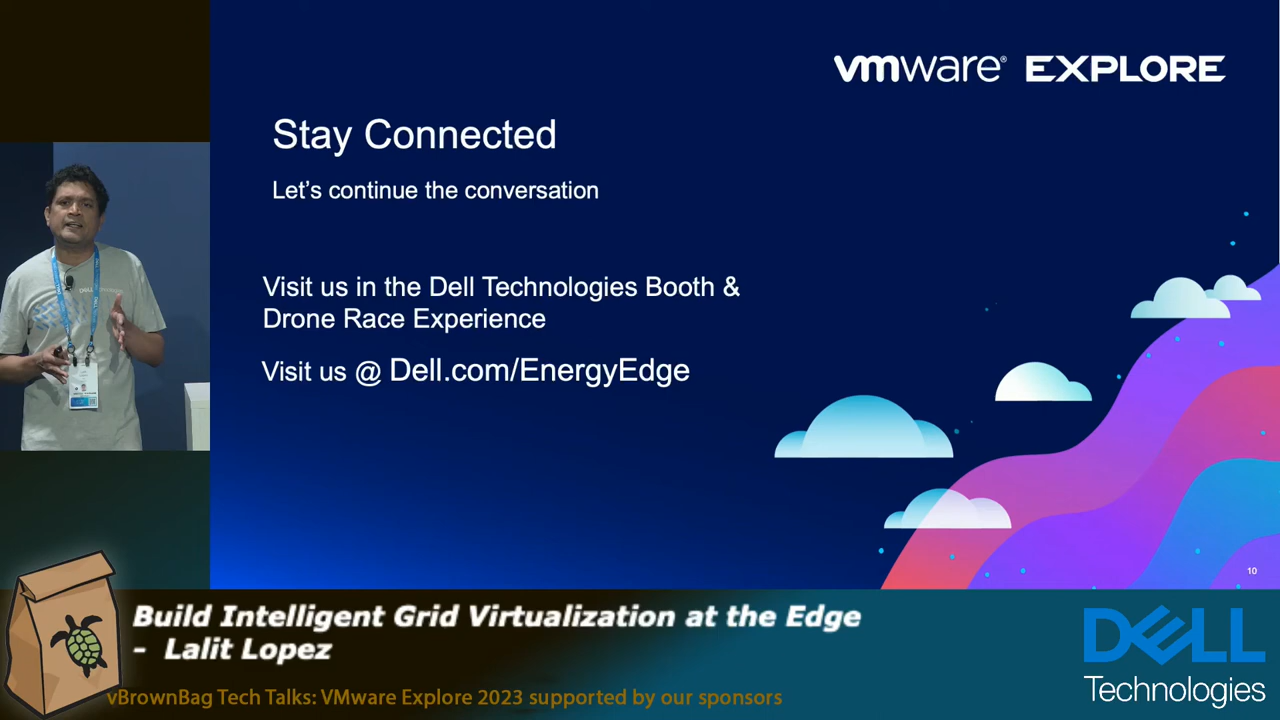 vmware® EXPLORE
Stay Connected
Let's continue the conversation
Visit us in the Dell Technologies Booth &
Drone Race Experience
Visit us @ Dell.com/EnergyEdge
10
Build Intelligent Grid Virtualization at the Edge
- Lalit Lopez
vBrownBag Tech Talks: VMware Explore 2023 supported by our sponsors
DELL
Technologies